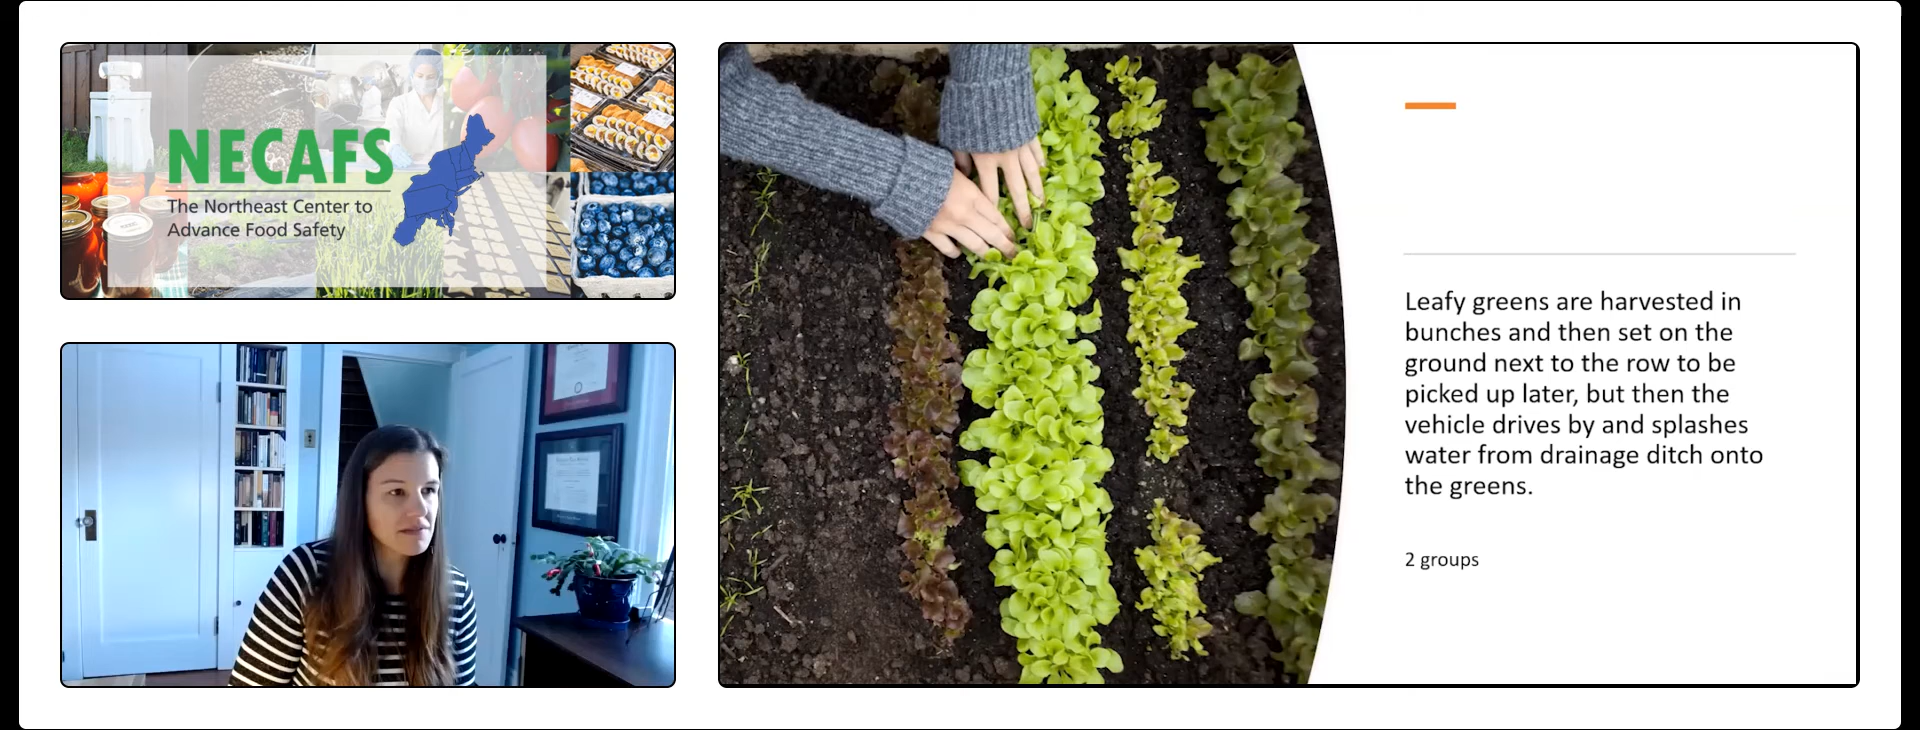 NECAFS
The Northeast Center to
Advance Food Safety
Leafy greens are harvested in
bunches and then set on the
ground next to the row to be
picked up later, but then the
vehicle drives by and splashes
water from drainage ditch onto
the greens.
2 groups